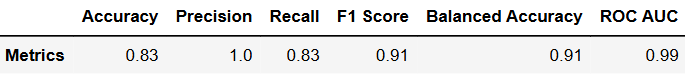 Accuracy Precision Recall F1 Score Balanced Accuracy ROC AUC
Metrics 0.83 1.0 0.83 0.91 0.91 0.99